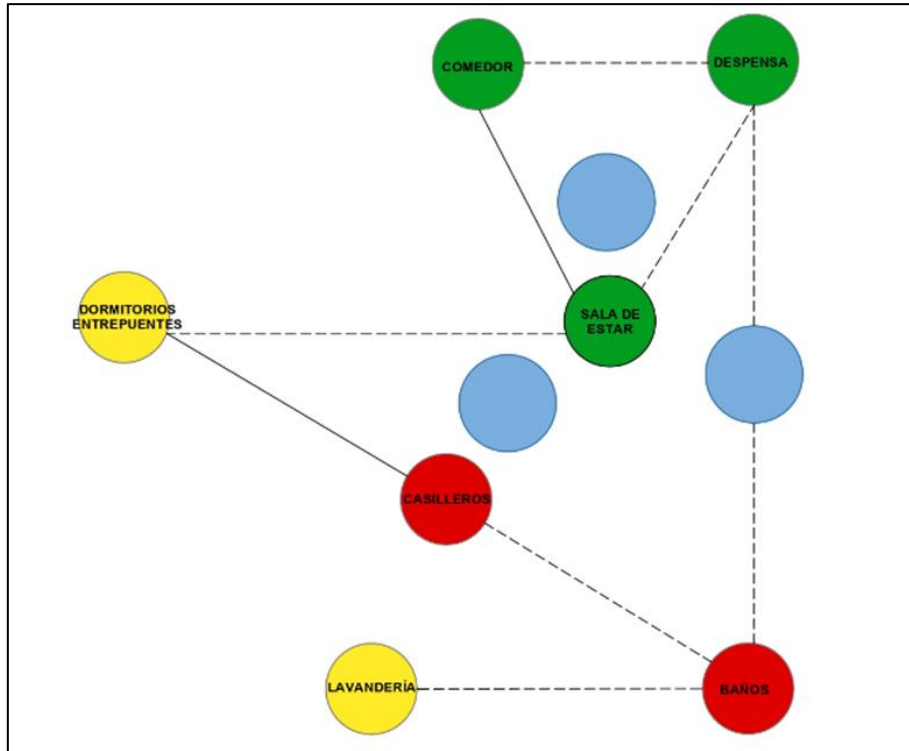 COMEDOR
DESPENSA
DORMITORIOS
ENTREPUENTES
SALA DE
ESTAR
CASILLEROS
LAVANDERÍA
BAÑOS